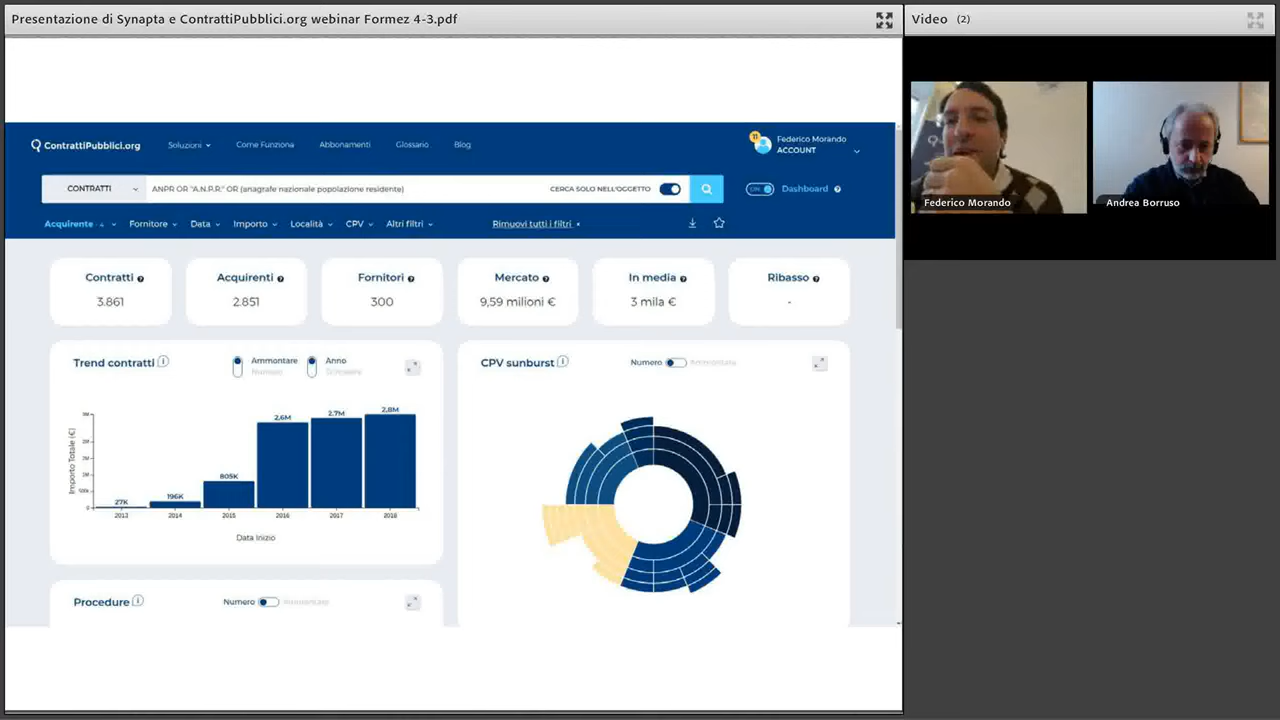 Presentazione di Synapta e ContrattiPubblici.org webinar Formez 4-3.pdf
Video (2)
ContrattiPubblici.org
Soluzioni
Come Funziona
Abbonamenti
Glossario
Blog
11
Federico Morando
ACCOUNT
CONTRATTI
ANPR OR "A.N.P.R." OR (anagrafe nazionale popolazione residente)
CERCA SOLO NELL'OGGETTO
ON
Dashboard
Acquirente
Fornitore
Data
Importo
Località
CPV
Altri filtri
Rimuovi tutti i filtri
Federico Morando
Andrea Borruso
Contratti
3.861
Acquirenti
2.851
Fornitori
300
Mercato
9,59 milioni €
In media
3 mila €
Ribasso
-
Trend contratti
Ammontare
Numero
Anno
CPV sunburst
Numero
Ammontare
Importo Totale (€)
27K
196K
805K
2,6M
2,7M
2,8M
2013
2014
2015
2016
2017
2018
Data Inizio
Procedure
Numero
Ammontare